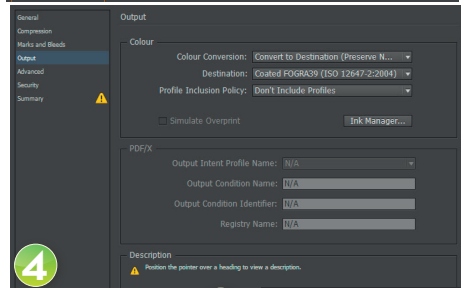 General
Compression
Marks and Bleeds
Output
Advanced
Security
Summary
Output
Colour
Colour Conversion: Convert to Destination (Preserve N...
Destination: Coated FOGRA39 (ISO 12647-2:2004)
Profile Inclusion Policy: Don't Include Profiles
Simulate Overprint
Ink Manager...
PDF/X
Output Intent Profile Name: N/A
Output Condition Name: N/A
Output Condition Identifier: N/A
Registry Name: N/A
Description
Position the pointer over a heading to view a description.
4